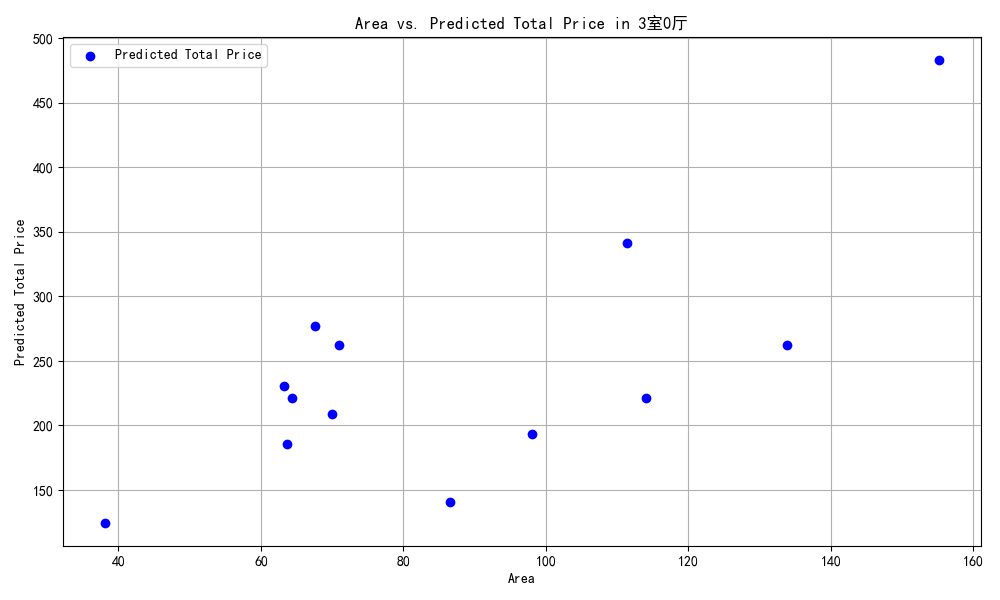 Area vs. Predicted Total Price in 3室0厅
Predicted Total Price
Predicted Total Price
500
450
400
350
300
250
200
150
40 60 80 100 120 140 160
Area